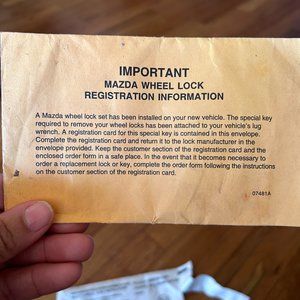 IMPORTANT
MAZDA WHEEL LOCK
REGISTRATION INFORMATION
A Mazda wheel lock set has been installed on your new vehicle. The special key
required to remove your wheel locks has been attached to your vehicle's lug
wrench. A registration card for this special key is contained in this envelope.
Complete the registration card and return it to the lock manufacturer in the
envelope provided. Keep the customer section of the registration card and the
enclosed order form in a safe place. In the event that it becomes necessary to
order a replacement lock or key, complete the order form following the instructions
on the customer section of the registration card.
07481A